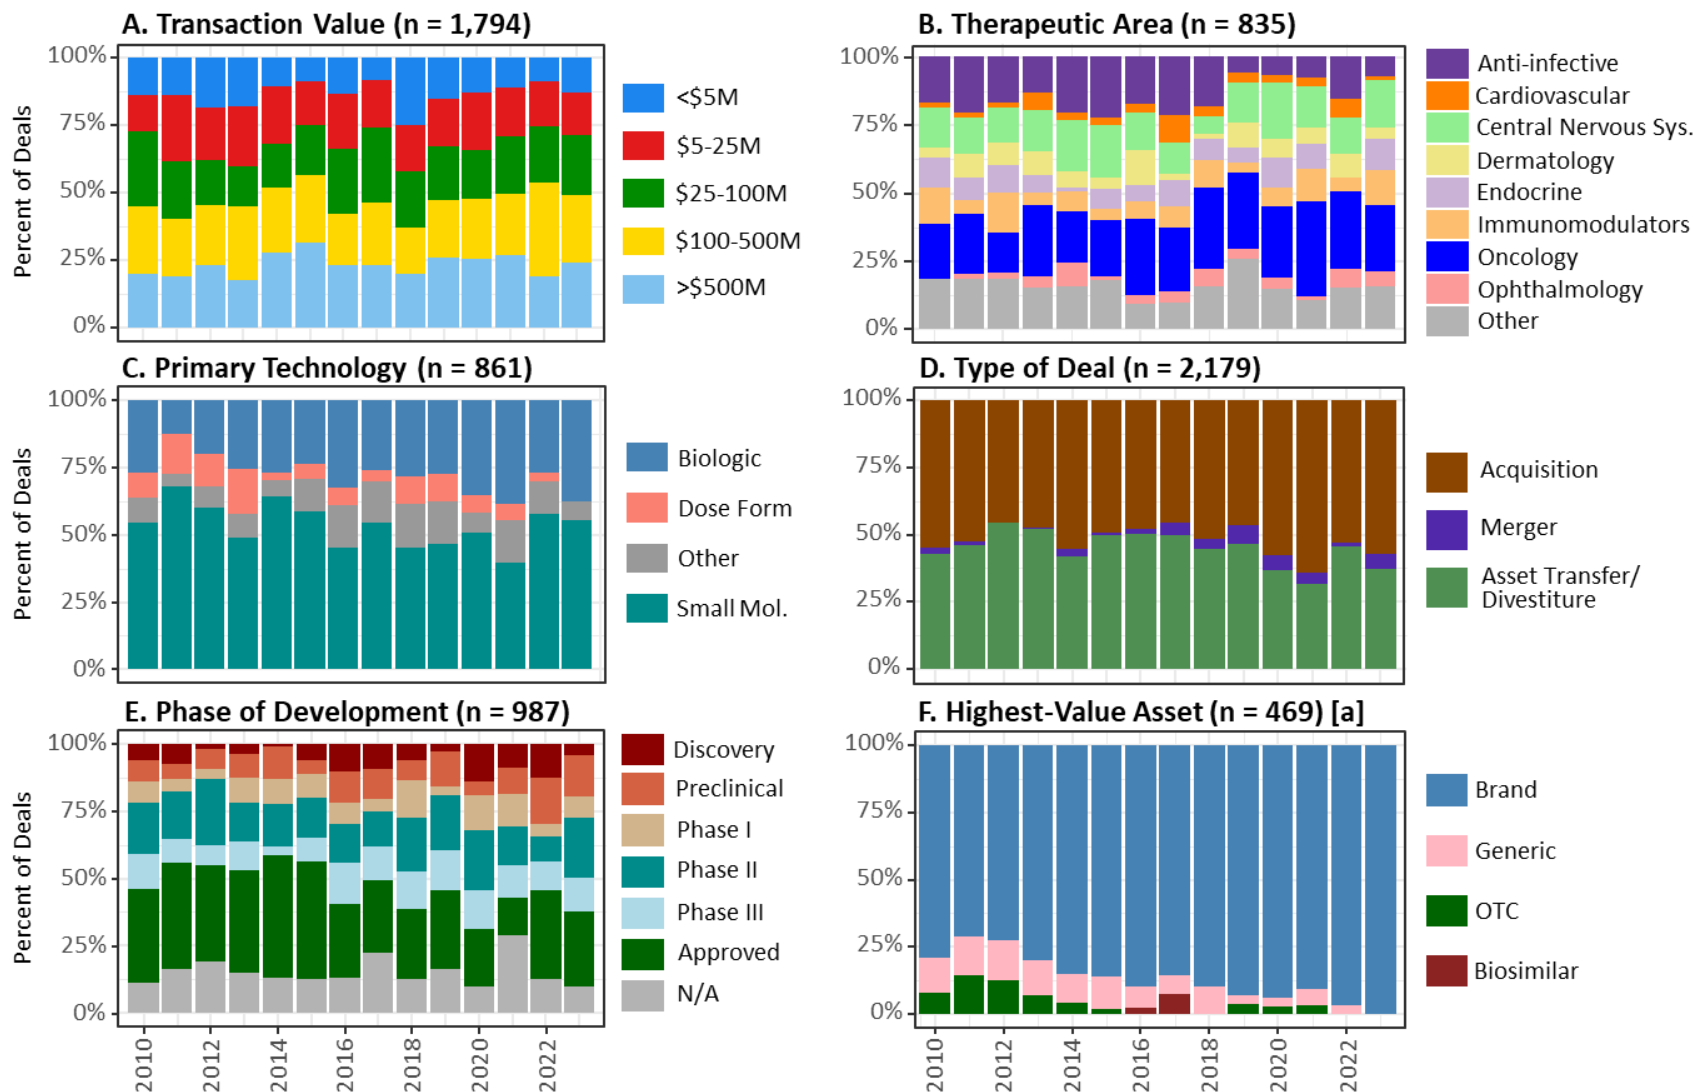 A. Transaction Value (n = 1,794)
Percent of Deals
100%
75%
50%
25%
0%
<$5M
$5-25M
$25-100M
$100-500M
>$500M
B. Therapeutic Area (n = 835)
100%
75%
50%
25%
0%
Anti-infective
Cardiovascular
Central Nervous Sys.
Dermatology
Endocrine
Immunomodulators
Oncology
Ophthalmology
Other
C. Primary Technology (n = 861)
Percent of Deals
100%
75%
50%
25%
0%
Biologic
Dose Form
Other
Small Mol.
D. Type of Deal (n = 2,179)
100%
75%
50%
25%
0%
Acquisition
Merger
Asset Transfer/
Divestiture
E. Phase of Development (n = 987)
Percent of Deals
100%
75%
50%
25%
0%
2010
2012
2014
2016
2018
2020
2022
Discovery
Preclinical
Phase I
Phase II
Phase III
Approved
N/A
F. Highest-Value Asset (n = 469) [a]
100%
75%
50%
25%
0%
2010
2012
2014
2016
2018
2020
2022
Brand
Generic
OTC
Biosimilar